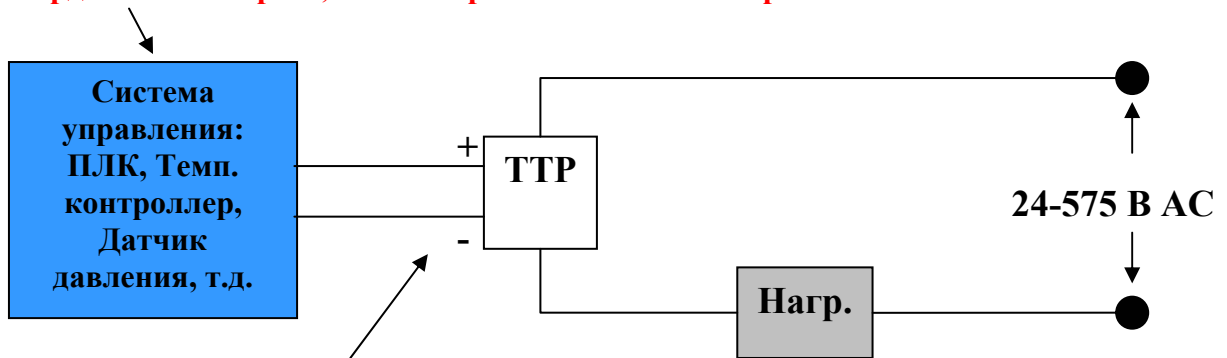 Система
управления:
ПЛК, Темп.
контроллер,
Датчик
давления, т.д.
+
ТТР
-
24-575 В АС
Нагр.